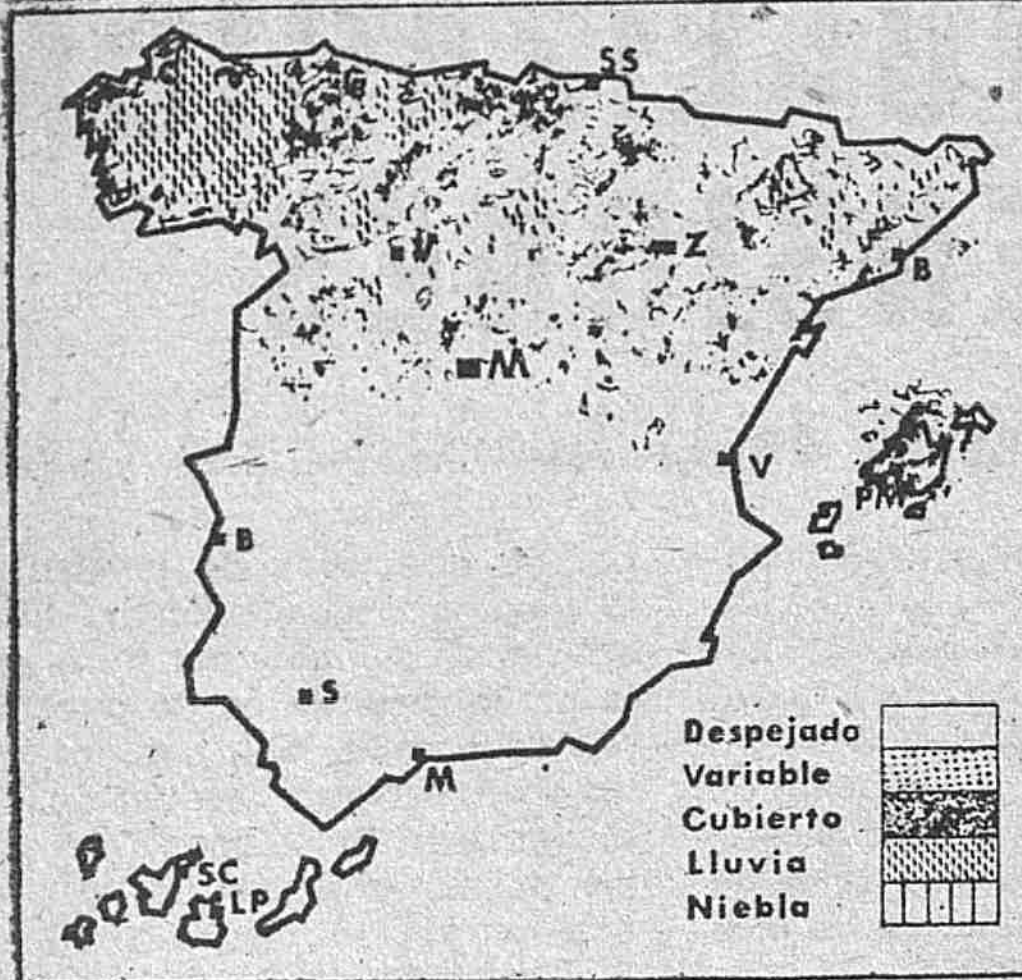 SS
V
Z
B
M
V
PM
B
S
M
SC
LP
Despejado
Variable
Cubierto
Lluvia
Niebla